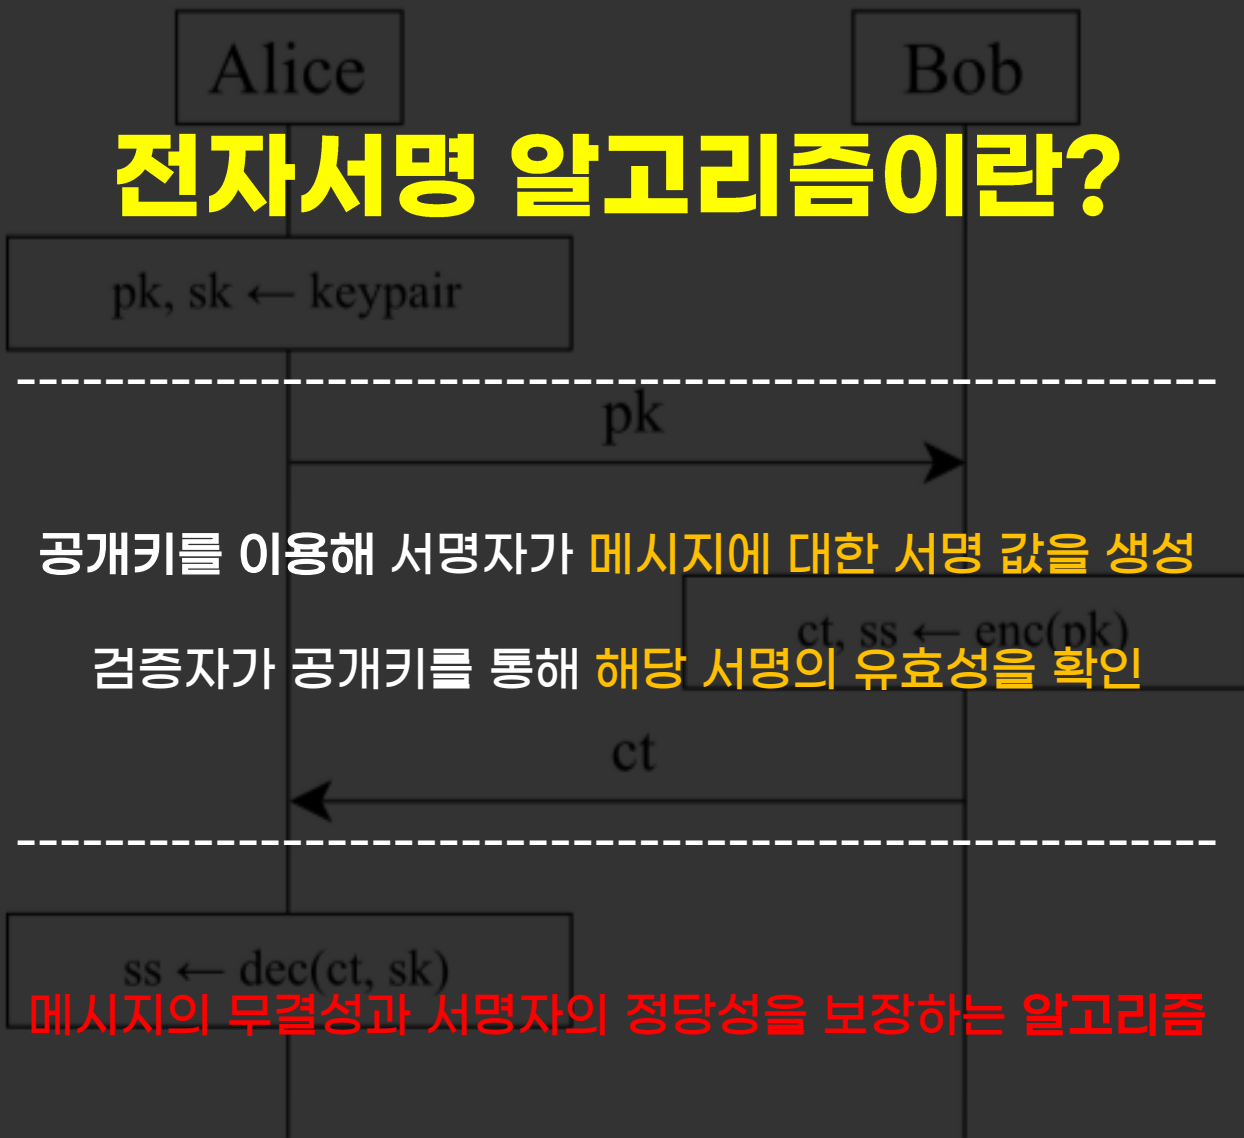 Alice
Bob
전자서명 알고리즘이란?
pk, sk ← keypair
------------------------------------------------------
pk
공개키를 이용해 서명자가 메시지에 대한 서명 값을 생성
ct, ss ← enc(pk)
검증자가 공개키를 통해 해당 서명의 유효성을 확인
ct
------------------------------------------------------
ss ← dec(ct, sk)
메시지의 무결성과 서명자의 정당성을 보장하는 알고리즘